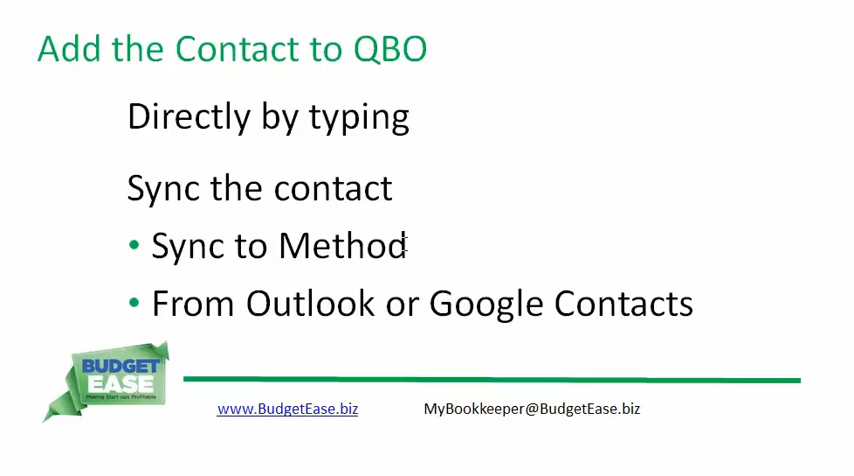 Add the Contact to QBO
Directly by typing
Sync the contact
• Sync to Method
• From Outlook or Google Contacts
BUDGET
EASE
Making Start-ups Profitable
www.BudgetEase.biz MyBookkeeper@BudgetEase.biz